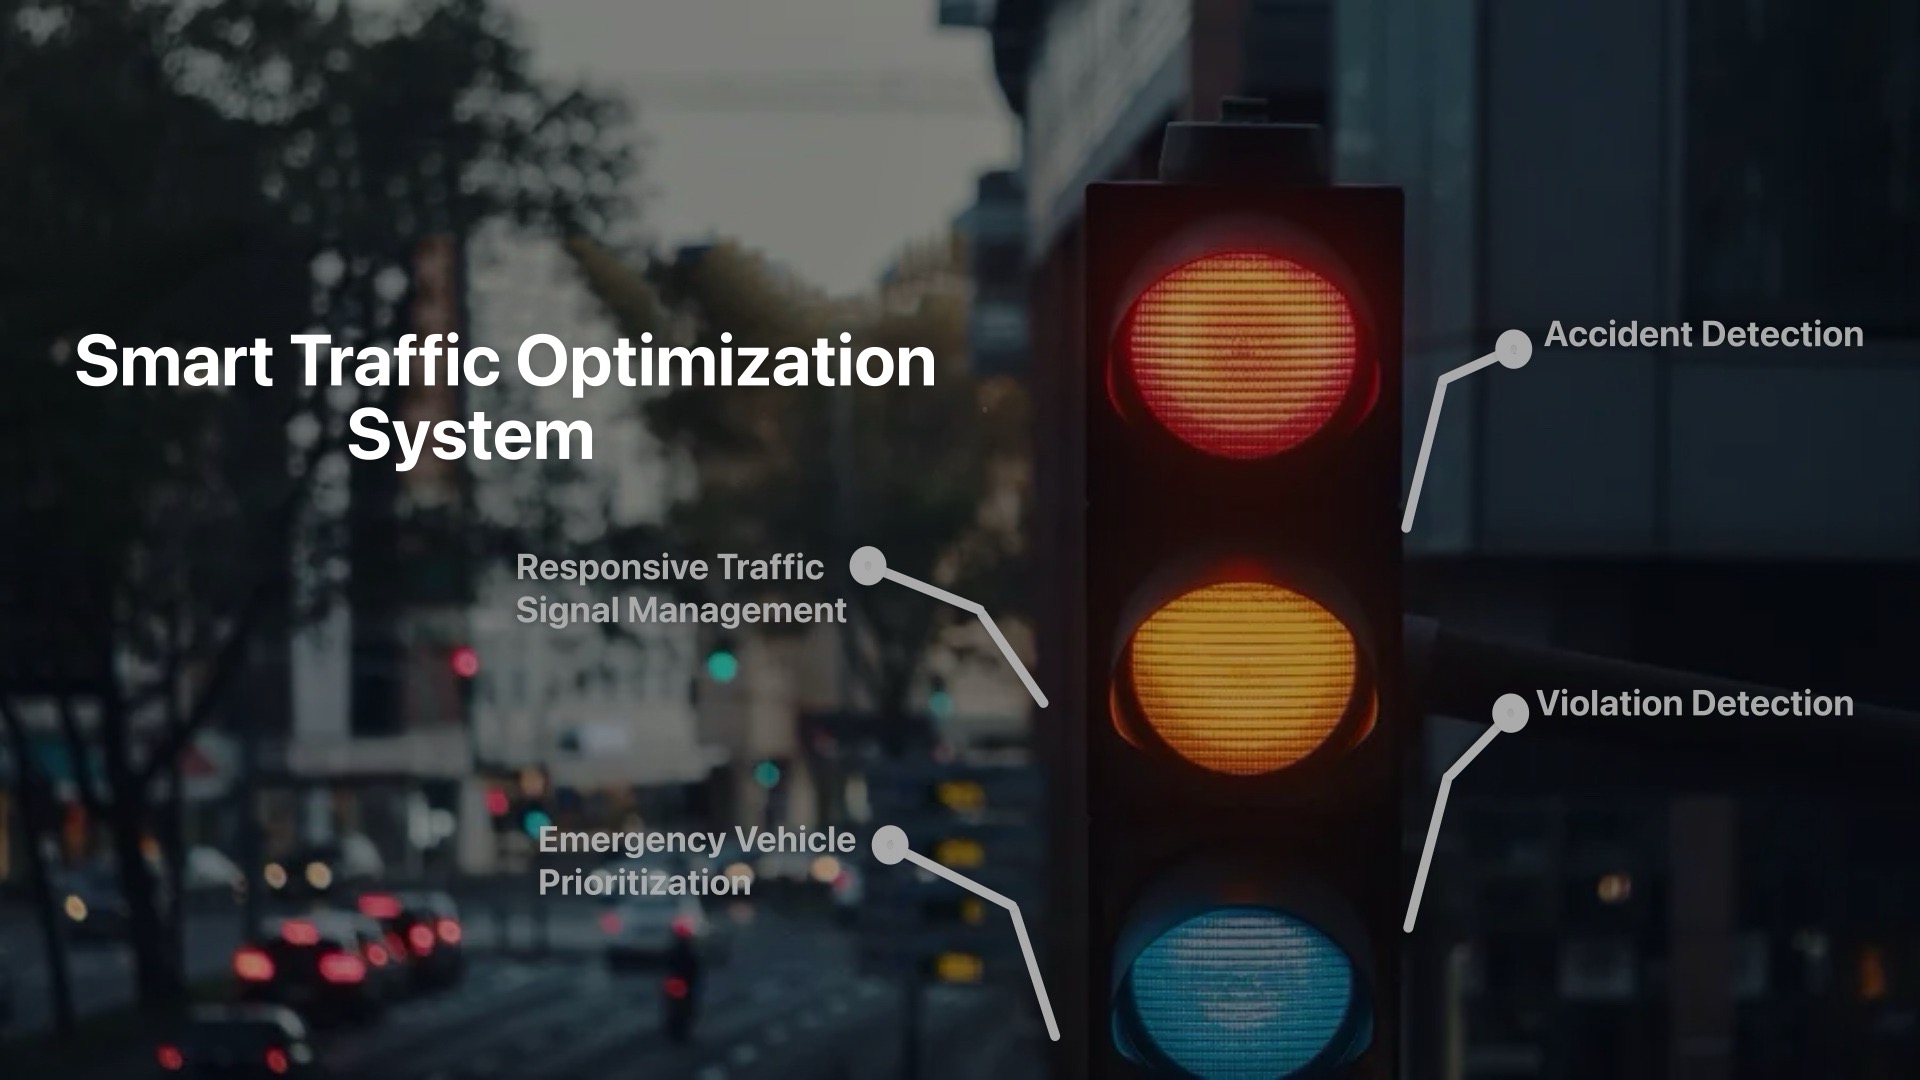 Smart Traffic Optimization
System
Accident Detection
Responsive Traffic
Signal Management
Violation Detection
Emergency Vehicle
Prioritization